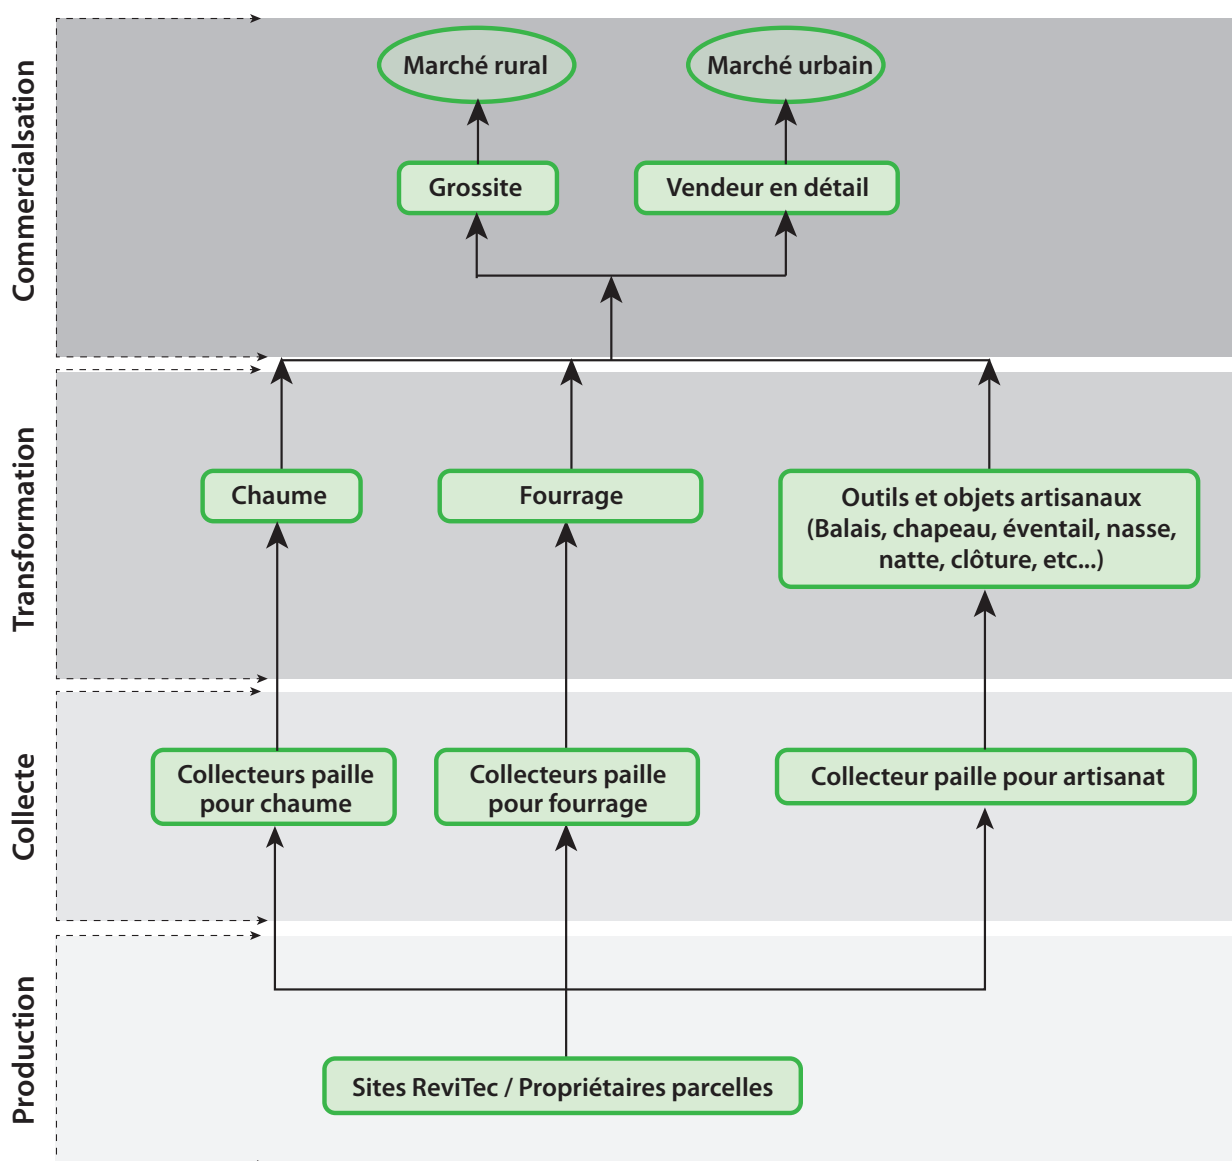 Commercialsation
Marché rural
Marché urbain
Grossite
Vendeur en détail
Transformation
Chaume
Fourrage
Outils et objets artisanaux
(Balais, chapeau, éventail, nasse,
natte, clôture, etc...)
Collecte
Collecteurs paille
pour chaume
Collecteurs paille
pour fourrage
Collecteur paille pour artisanat
Production
Sites ReviTec / Propriétaires parcelles